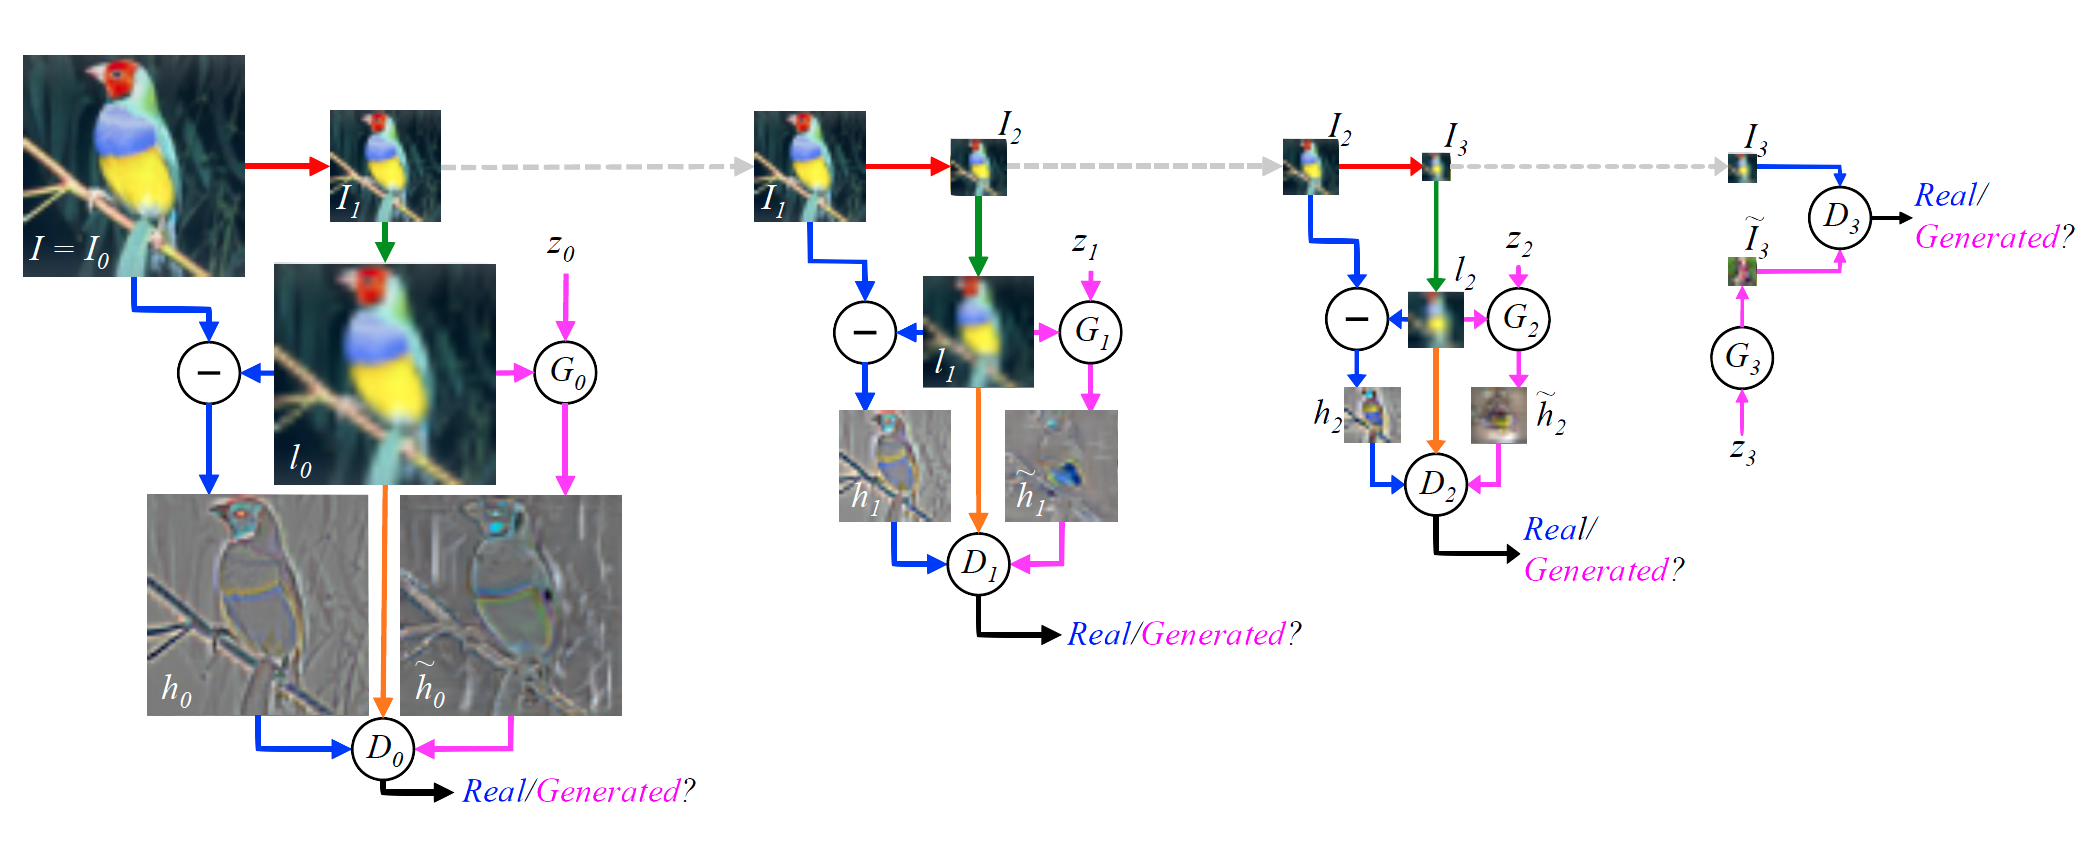 I = I₀
I₁
l₀
z₀
G₀
−
h₀
h̃₀
D₀
Real/Generated?
I₁
I₂
z₁
−
l₁
G₁
h₁
h̃₁
D₁
Real/Generated?
I₂
I₃
z₂
l₂
−
G₂
h₂
h̃₂
D₂
Real/
Generated?
I₃
D₃
Real/
Generated?
Ĩ₃
G₃
z₃